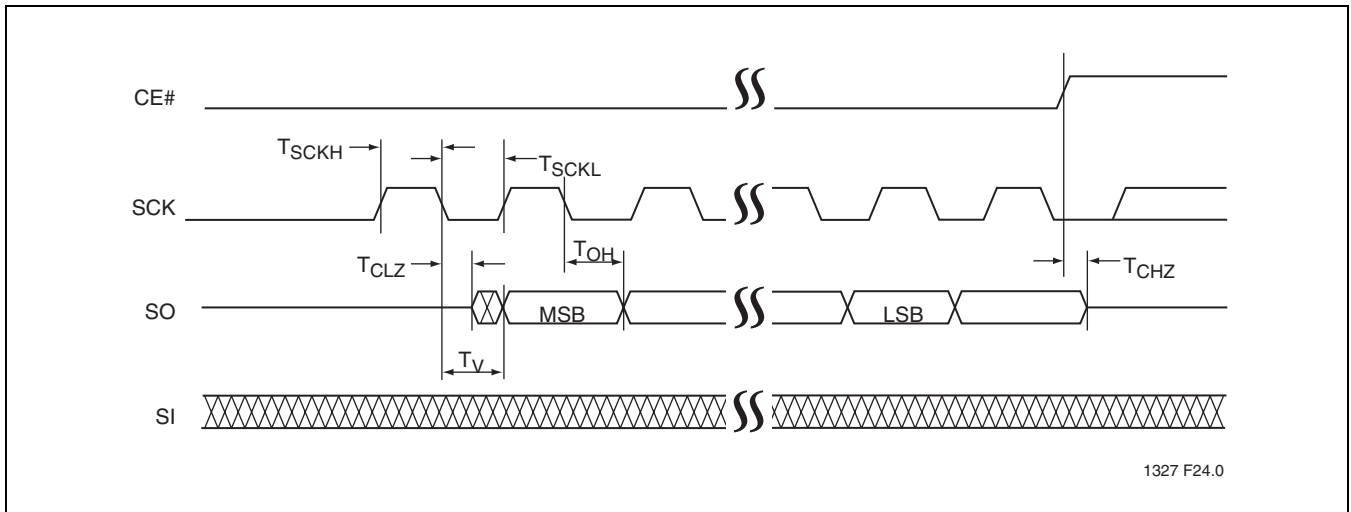 CE#
TSCKH
TSCKL
SCK
TCLZ
TOH
TCHZ
SO
MSB
LSB
TV
SI
1327 F24.0